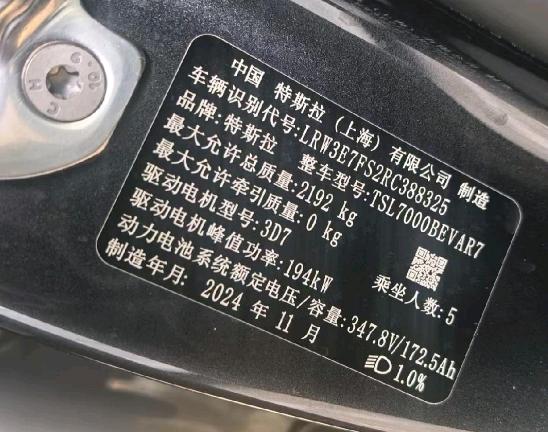 中国 特斯拉（上海）有限公司 制造
车辆识别代号:LRW3E7FS2RC388325
品牌:特斯拉 整车型号:TSL7000BEVAR7
最大允许总质量:2192 kg
最大允许牵引质量:0 kg
驱动电机型号:3D7 乘坐人数:5
驱动电机峰值功率:194kW
动力电池系统额定电压/容量:347.8V/172.5Ah
制造年月: 2024 年 11 月
1.0%
10.9